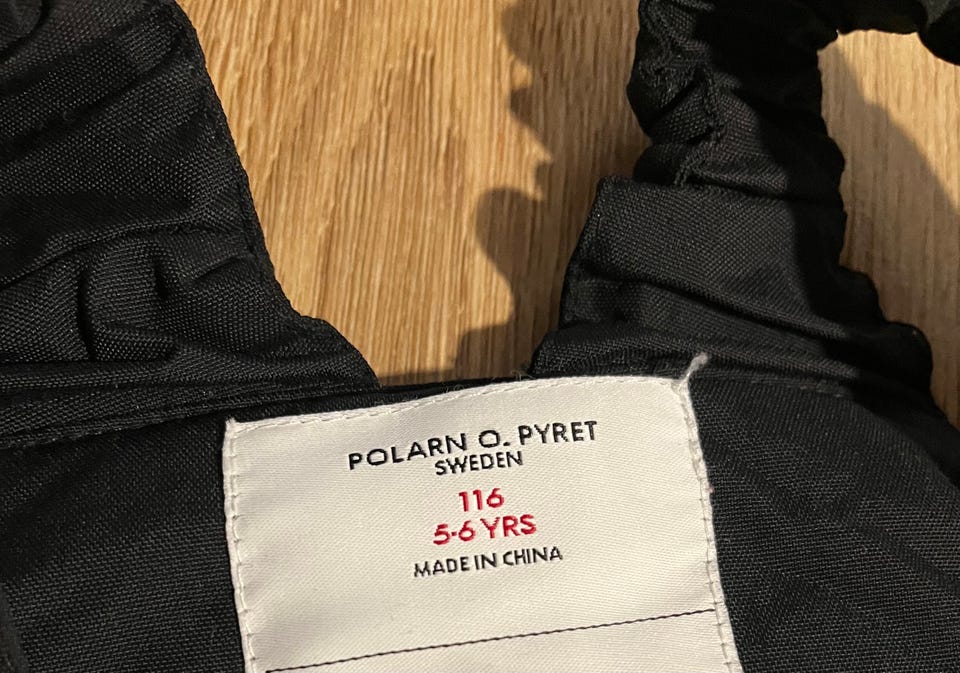 POLARN O. PYRET
SWEDEN
116
5-6 YRS
MADE IN CHINA